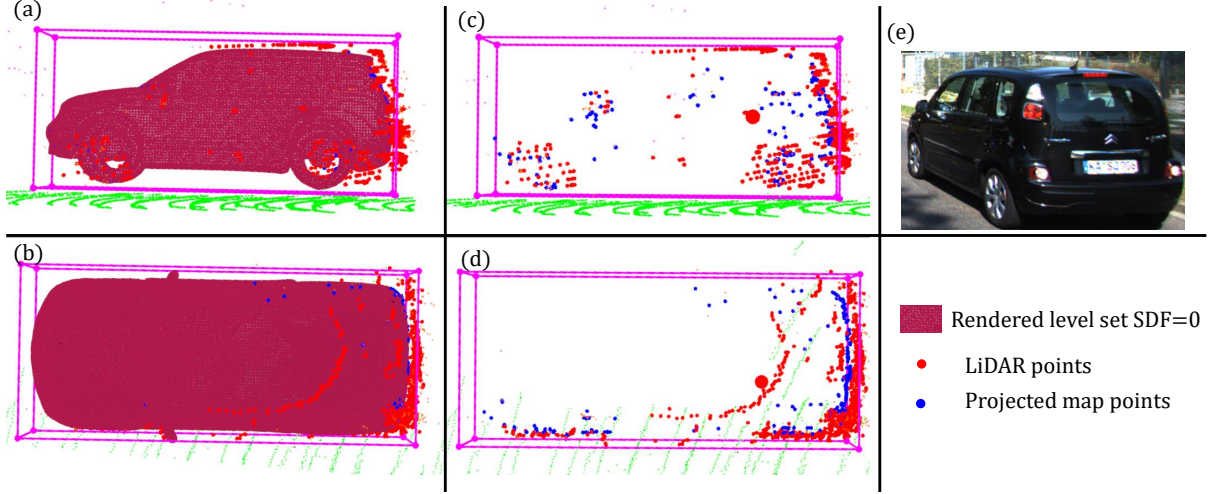 (a)
(c)
(e)
(b)
(d)
Rendered level set SDF=0
LiDAR points
Projected map points